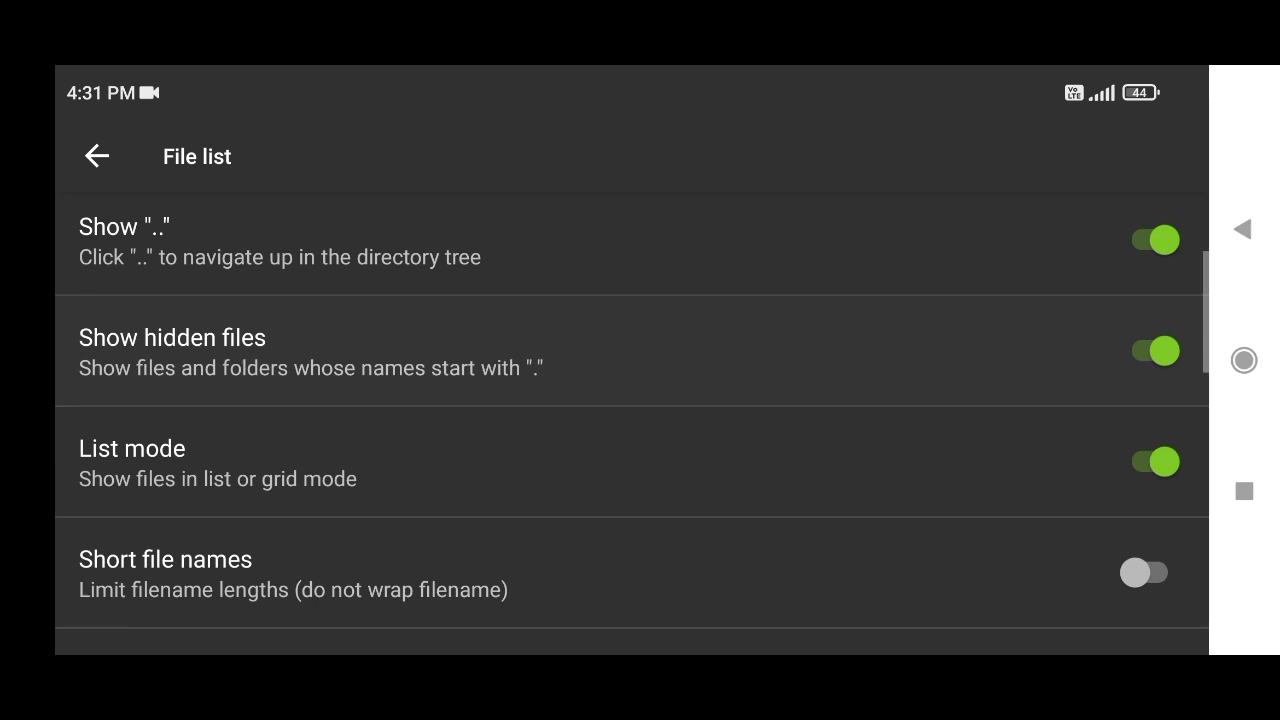 4:31 PM
Vo LTE 44
File list
Show ".."
Click ".." to navigate up in the directory tree
Show hidden files
Show files and folders whose names start with "."
List mode
Show files in list or grid mode
Short file names
Limit filename lengths (do not wrap filename)